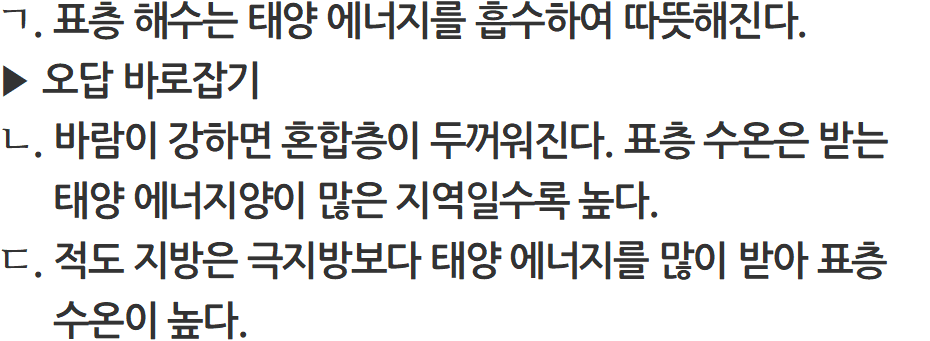 ㄱ. 표층 해수는 태양 에너지를 흡수하여 따뜻해진다.
▶ 오답 바로잡기
ㄴ. 바람이 강하면 혼합층이 두꺼워진다. 표층 수온은 받는
태양 에너지양이 많은 지역일수록 높다.
ㄷ. 적도 지방은 극지방보다 태양 에너지를 많이 받아 표층
수온이 높다.